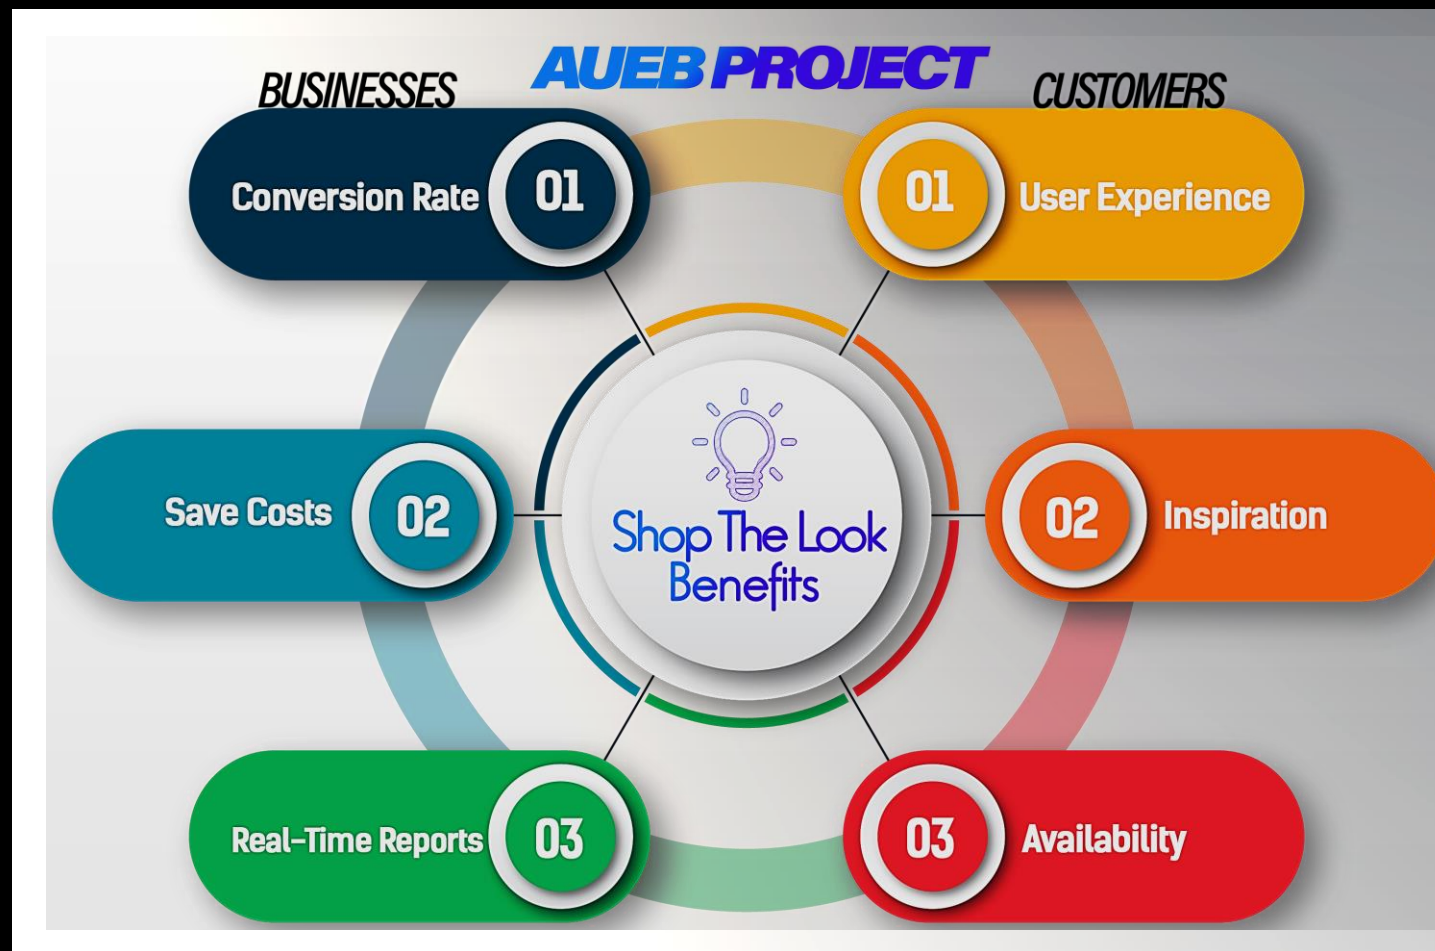 AUEB PROJECT
BUSINESSES
CUSTOMERS
Conversion Rate 01
01 User Experience
Save Costs 02
Shop The Look
Benefits
02 Inspiration
Real-Time Reports 03
03 Availability